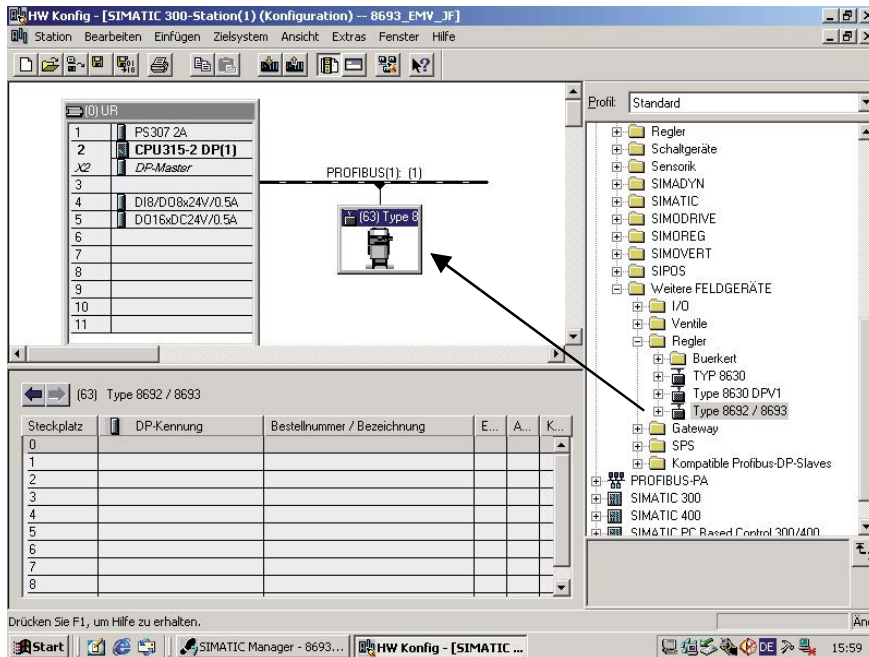 HW Konfig - [SIMATIC 300-Station(1) (Konfiguration) -- 8693_EMV_JF]
Station Bearbeiten Einfügen Zielsystem Ansicht Extras Fenster Hilfe
(0) UR
1 PS307 2A
2 CPU315-2 DP(1)
X2 DP-Master
3
4 DI8/DO8x24V/0.5A
5 DO16xDC24V/0.5A
6
7
8
9
10
11
PROFIBUS(1): (1)
(63) Type 8
Profil: Standard
Regler
Schaltgeräte
Sensorik
SIMADYN
SIMATIC
SIMODRIVE
SIMOREG
SIMOVERT
SIPOS
Weitere FELDGERÄTE
I/O
Ventile
Regler
Buerkert
TYP 8630
Type 8630 DPV1
Type 8692 / 8693
Gateway
SPS
Kompatible Profibus-DP-Slaves
PROFIBUS-PA
SIMATIC 300
SIMATIC 400
SIMATIC PC Based Control 300/400
(63) Type 8692 / 8693
Steckplatz DP-Kennung Bestellnummer / Bezeichnung E... A... K...
0
1
2
3
4
5
6
7
8
Drücken Sie F1, um Hilfe zu erhalten.
Än
Start SIMATIC Manager - 8693... HW Konfig - [SIMATIC ... DE 15:59